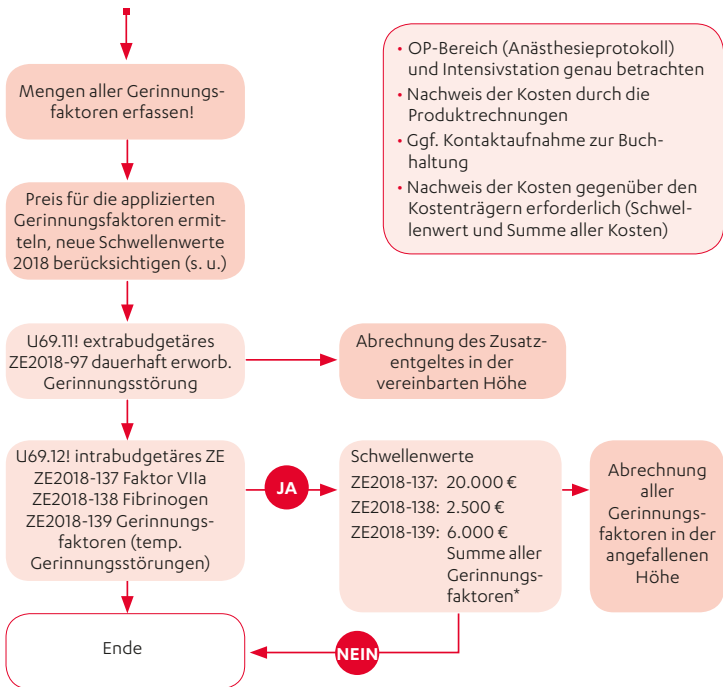 • OP-Bereich (Anästhesieprotokoll)
und Intensivstation genau betrachten
• Nachweis der Kosten durch die
Produktrechnungen
• Ggf. Kontaktaufnahme zur Buch-
haltung
• Nachweis der Kosten gegenüber den
Kostenträgern erforderlich (Schwel-
lenwert und Summe aller Kosten)
Mengen aller Gerinnungs-
faktoren erfassen!
Preis für die applizierten
Gerinnungsfaktoren ermit-
teln, neue Schwellenwerte
2018 berücksichtigen (s. u.)
U69.11! extrabudgetäres
ZE2018-97 dauerhaft erworb.
Gerinnungsstörung
Abrechnung des Zusatz-
entgeltes in der
vereinbarten Höhe
U69.12! intrabudgetäres ZE
ZE2018-137 Faktor VIIa
ZE2018-138 Fibrinogen
ZE2018-139 Gerinnungs-
faktoren (temp.
Gerinnungsstörungen)
JA
Schwellenwerte
ZE2018-137: 20.000 €
ZE2018-138: 2.500 €
ZE2018-139: 6.000 €
Summe aller
Gerinnungs-
faktoren*
Abrechnung
aller
Gerinnungs-
faktoren in der
angefallenen
Höhe
NEIN
Ende